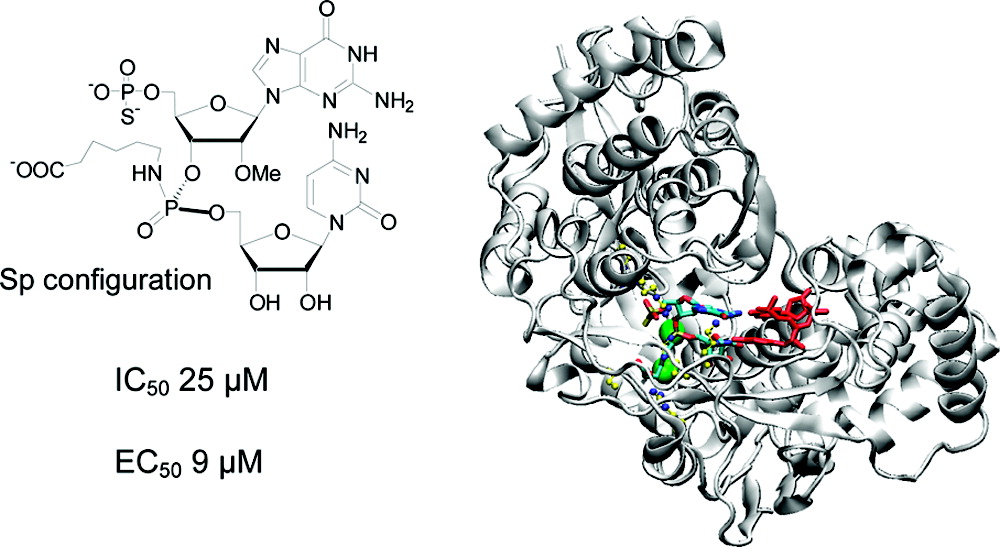 O
N
NH
N
N
NH₂
O
⁻O-P-O
S⁻
O
NH₂
⁻OOC
HN
O
OMe
N
P
O
O
N
O
O
Sp configuration
OH OH
IC₅₀ 25 µM
EC₅₀ 9 µM